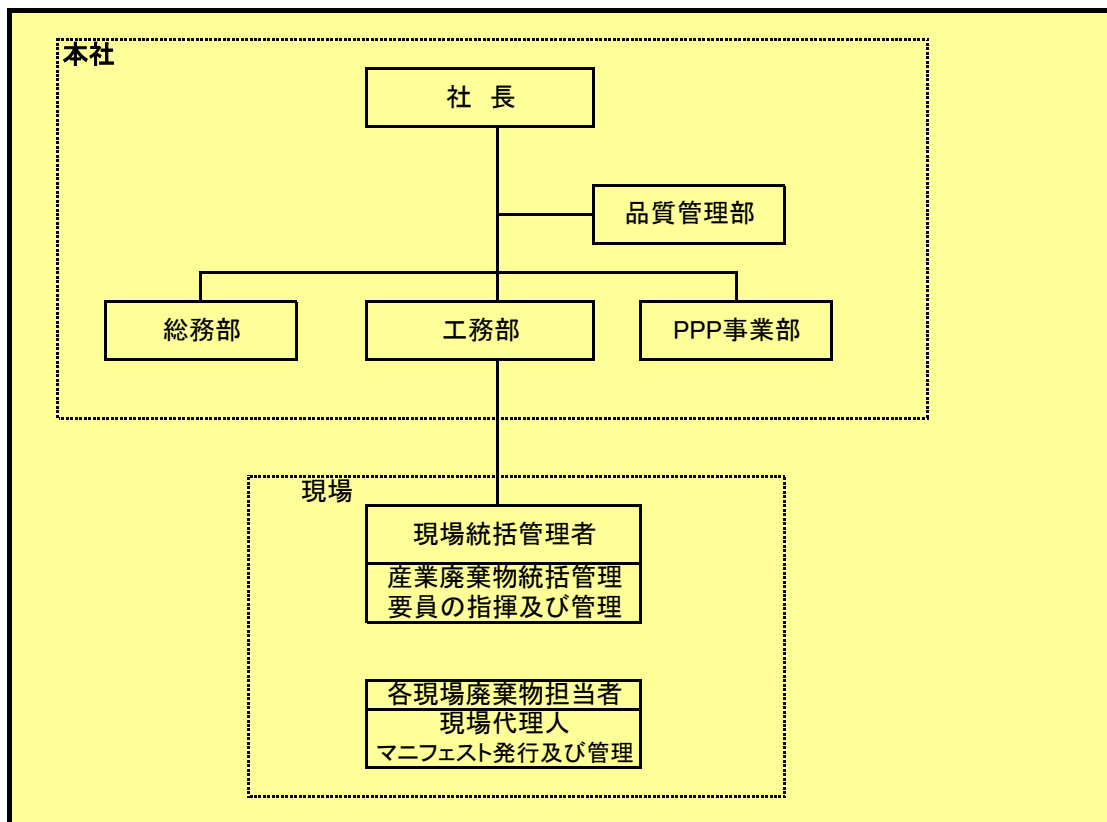 本社
社 長
品質管理部
総務部
工務部
PPP事業部
現場
現場統括管理者
産業廃棄物統括管理
要員の指揮及び管理
各現場廃棄物担当者
現場代理人
マニフェスト発行及び管理